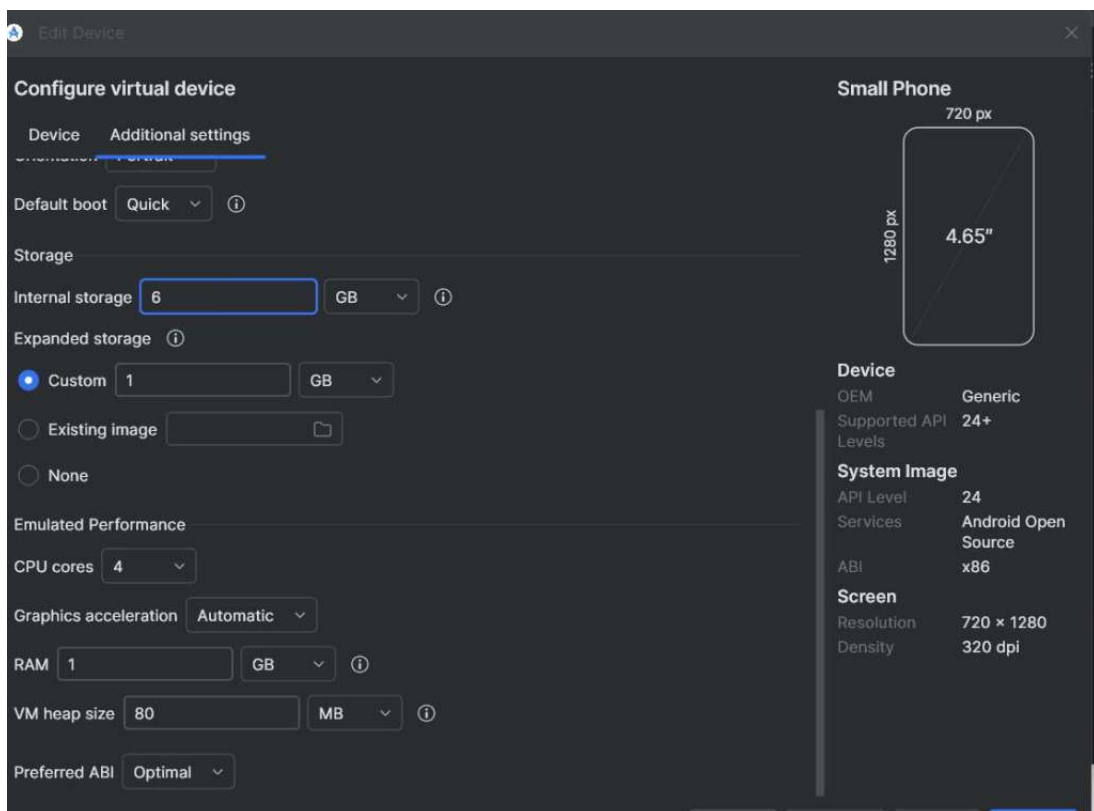 Edit Device
Configure virtual device
Device Additional settings
Default boot Quick
Storage
Internal storage 6 GB
Expanded storage
Custom 1 GB
Existing image
None
Emulated Performance
CPU cores 4
Graphics acceleration Automatic
RAM 1 GB
VM heap size 80 MB
Preferred ABI Optimal
Small Phone
720 px
1280 px
4.65"
Device
OEM Generic
Supported API 24+
Levels
System Image
API Level 24
Services Android Open
Source
ABI x86
Screen
Resolution 720 × 1280
Density 320 dpi